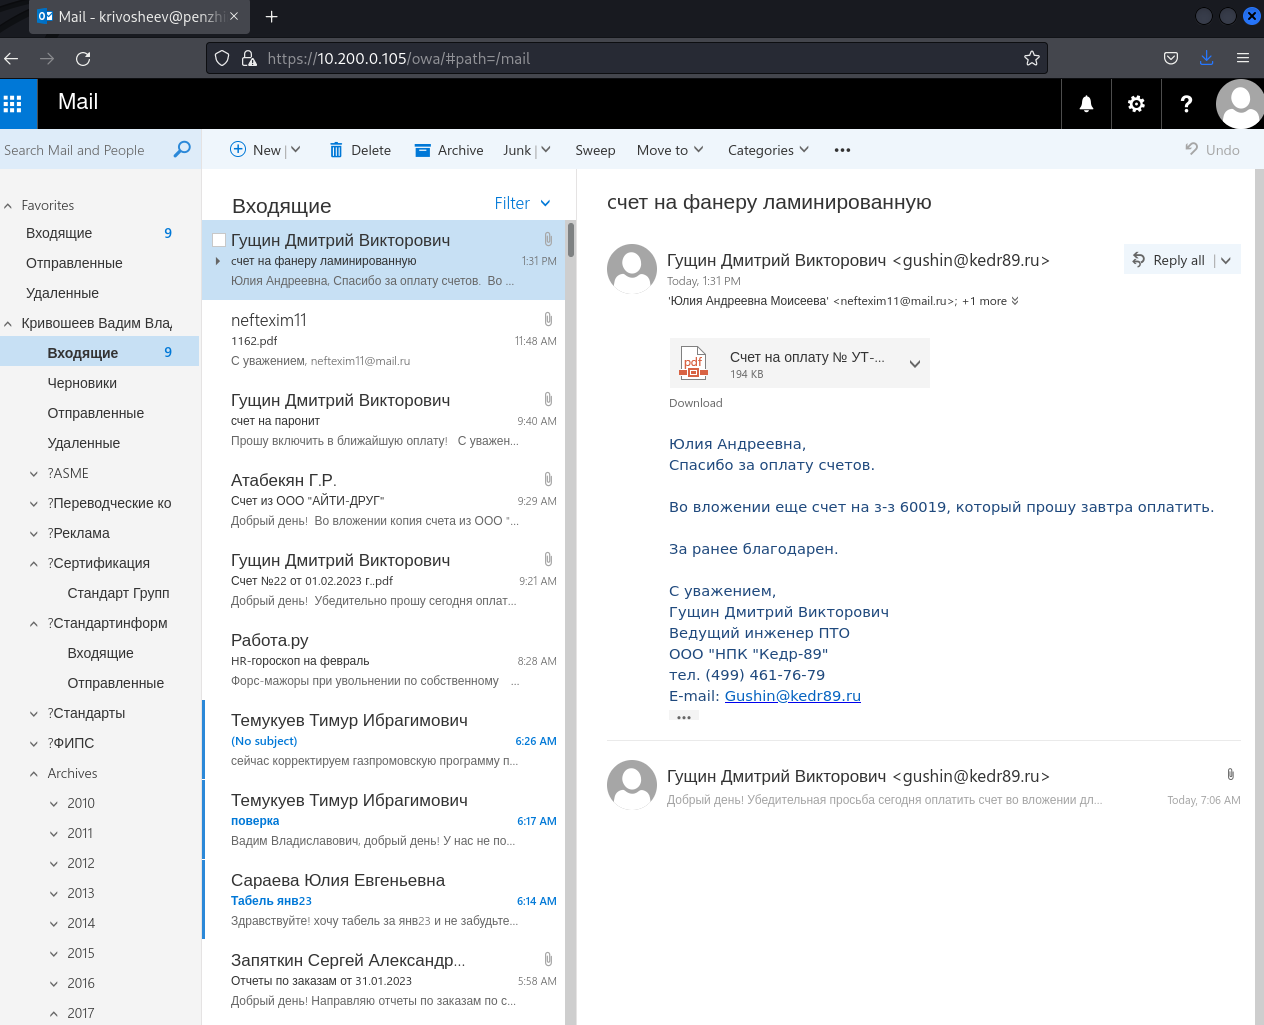 Mail - krivosheev@penzhi
https://10.200.0.105/owa/#path=/mail
Mail
Search Mail and People
New
Delete
Archive
Junk
Sweep
Move to
Categories
Undo
Favorites
Входящие 9
Отправленные
Удаленные
Кривошеев Вадим Влад
Входящие 9
Черновики
Отправленные
Удаленные
?ASME
?Переводческие ко
?Реклама
?Сертификация
Стандарт Групп
?Стандартинформ
Входящие
Отправленные
?Стандарты
?ФИПС
Archives
2010
2011
2012
2013
2014
2015
2016
2017
Входящие
Filter
Гущин Дмитрий Викторович
счет на фанеру ламинированную 1:31 PM
Юлия Андреевна, Спасибо за оплату счетов. Во ...
neftexim11
1162.pdf 11:48 AM
С уважением, neftexim11@mail.ru
Гущин Дмитрий Викторович
счет на паронит 9:40 AM
Прошу включить в ближайшую оплату! С уважен...
Атабекян Г.Р.
Счет из ООО "АЙТИ-ДРУГ" 9:29 AM
Добрый день! Во вложении копия счета из ООО "...
Гущин Дмитрий Викторович
Счет №22 от 01.02.2023 г..pdf 9:21 AM
Добрый день! Убедительно прошу сегодня оплат...
Работа.ру
HR-гороскоп на февраль 8:28 AM
Форс-мажоры при увольнении по собственному ...
Темукуев Тимур Ибрагимович
(No subject) 6:26 AM
сейчас корректируем газпромовскую программу п...
Темукуев Тимур Ибрагимович
поверка 6:17 AM
Вадим Владиславович, добрый день! У нас не по...
Сараева Юлия Евгеньевна
Табель янв23 6:14 AM
Здравствуйте! хочу табель за янв23 и не забудьте...
Запяткин Сергей Александр...
Отчеты по заказам от 31.01.2023 5:58 AM
Добрый день! Направляю отчеты по заказам по с...
счет на фанеру ламинированную
Гущин Дмитрий Викторович <gushin@kedr89.ru>
Reply all
Today, 1:31 PM
'Юлия Андреевна Моисеева' <neftexim11@mail.ru>; +1 more
pdf
Счет на оплату № УТ-...
194 KB
Download
Юлия Андреевна,
Спасибо за оплату счетов.
Во вложении еще счет на з-з 60019, который прошу завтра оплатить.
За ранее благодарен.
С уважением,
Гущин Дмитрий Викторович
Ведущий инженер ПТО
ООО "НПК "Кедр-89"
тел. (499) 461-76-79
E-mail: Gushin@kedr89.ru
Гущин Дмитрий Викторович <gushin@kedr89.ru>
Добрый день! Убедительная просьба сегодня оплатить счет во вложении дл... Today, 7:06 AM